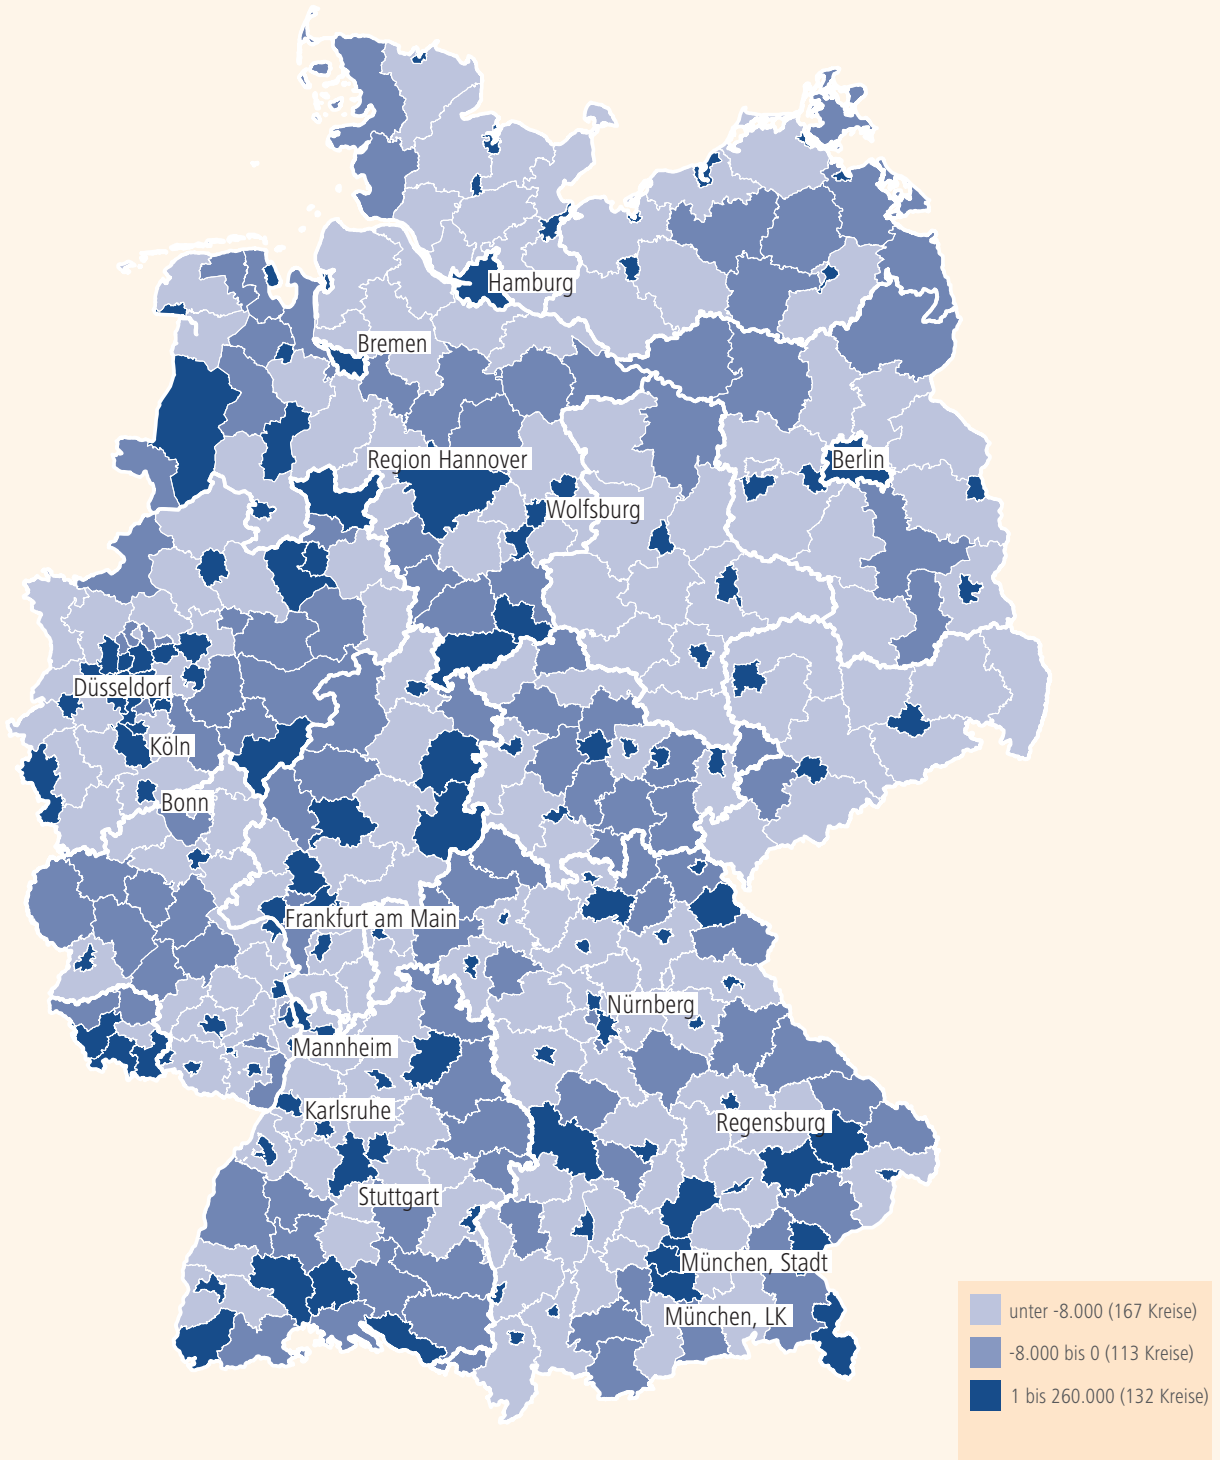 Hamburg
Bremen
Region Hannover
Berlin
Wolfsburg
Düsseldorf
Köln
Bonn
Frankfurt am Main
Nürnberg
Mannheim
Karlsruhe
Regensburg
Stuttgart
München, Stadt
München, LK
unter -8.000 (167 Kreise)
-8.000 bis 0 (113 Kreise)
1 bis 260.000 (132 Kreise)